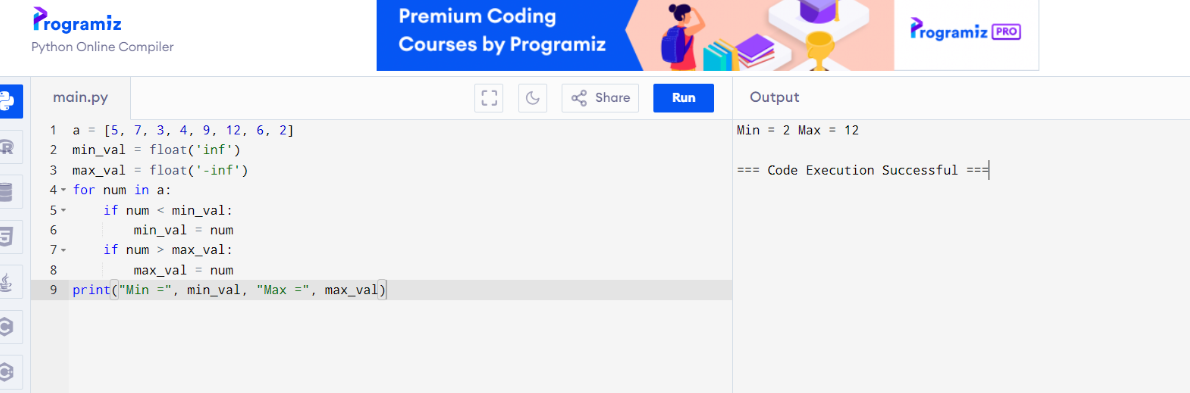 Programiz
Python Online Compiler
Premium Coding
Courses by Programiz
Programiz PRO
main.py
Share
Run
Output
1 a = [5, 7, 3, 4, 9, 12, 6, 2]
2 min_val = float('inf')
3 max_val = float('-inf')
4 for num in a:
5     if num < min_val:
6         min_val = num
7     if num > max_val:
8         max_val = num
9 print("Min =", min_val, "Max =", max_val)
Min = 2 Max = 12
=== Code Execution Successful ===